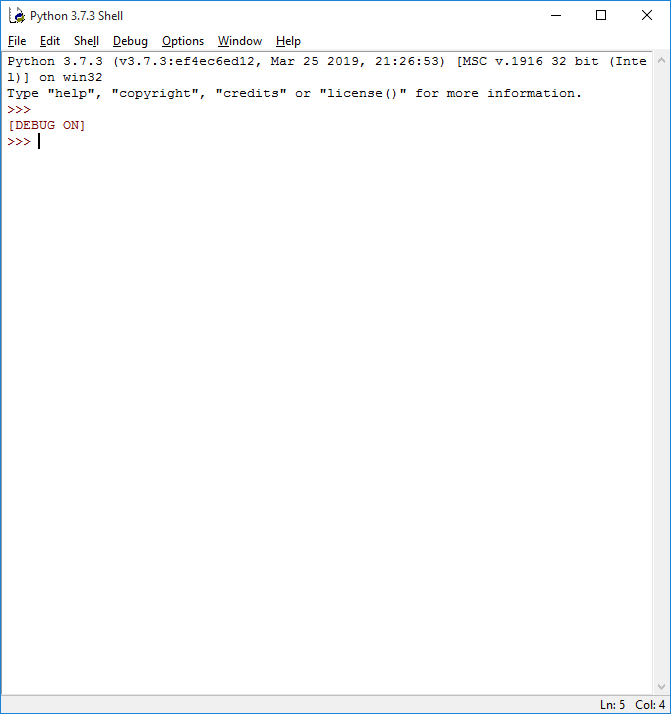 Python 3.7.3 Shell
File Edit Shell Debug Options Window Help
Python 3.7.3 (v3.7.3:ef4ec6ed12, Mar 25 2019, 21:26:53) [MSC v.1916 32 bit (Inte
l)] on win32
Type "help", "copyright", "credits" or "license()" for more information.
>>>
[DEBUG ON]
>>>
Ln: 5 Col: 4